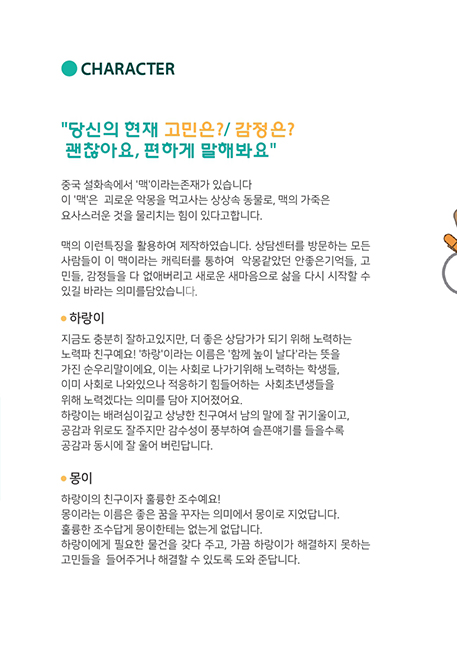 CHARACTER
"당신의 현재 고민은?/ 감정은?
괜찮아요, 편하게 말해봐요"
중국 설화속에서 '맥'이라는존재가 있습니다
이 '맥'은 괴로운 악몽을 먹고사는 상상속 동물로, 맥의 가죽은
요사스러운 것을 물리치는 힘이 있다고합니다.
맥의 이런특징을 활용하여 제작하였습니다. 상담센터를 방문하는 모든
사람들이 이 맥이라는 캐릭터를 통하여 악몽같았던 안좋은기억들, 고
민들, 감정들을 다 없애버리고 새로운 새마음으로 삶을 다시 시작할 수
있길 바라는 의미를담았습니다.
하랑이
지금도 충분히 잘하고있지만, 더 좋은 상담가가 되기 위해 노력하는
노력파 친구예요! '하랑'이라는 이름은 '함께 높이 날다'라는 뜻을
가진 순우리말이에요, 이는 사회로 나가기위해 노력하는 학생들,
이미 사회로 나와있으나 적응하기 힘들어하는 사회초년생들을
위해 노력하겠다는 의미를 담아 지어졌어요.
하랑이는 배려심이깊고 상냥한 친구여서 남의 말에 잘 귀기울이고,
공감과 위로도 잘주지만 감수성이 풍부하여 슬픈얘기를 들을수록
공감과 동시에 잘 울어 버린답니다.
몽이
하랑이의 친구이자 훌륭한 조수예요!
몽이라는 이름은 좋은 꿈을 꾸자는 의미에서 몽이로 지었답니다.
훌륭한 조수답게 몽이한테는 없는게 없답니다.
하랑이에게 필요한 물건을 갖다 주고, 가끔 하랑이가 해결하지 못하는
고민들을 들어주거나 해결할 수 있도록 도와 준답니다.